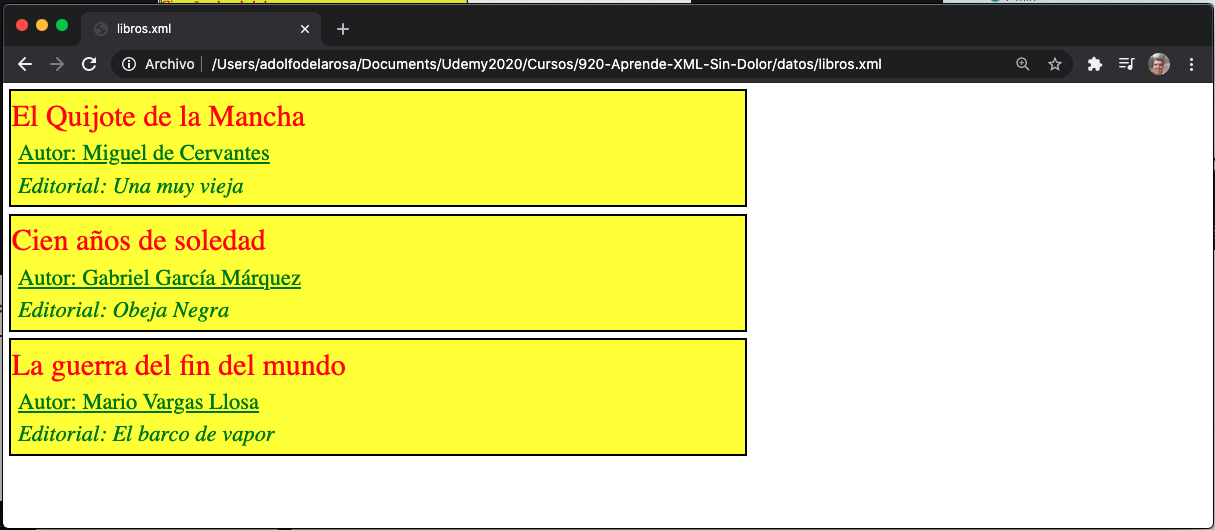 libros.xml
Archivo /Users/adolfodelarosa/Documents/Udemy2020/Cursos/920-Aprende-XML-Sin-Dolor/datos/libros.xml
El Quijote de la Mancha
Autor: Miguel de Cervantes
Editorial: Una muy vieja
Cien años de soledad
Autor: Gabriel García Márquez
Editorial: Obeja Negra
La guerra del fin del mundo
Autor: Mario Vargas Llosa
Editorial: El barco de vapor